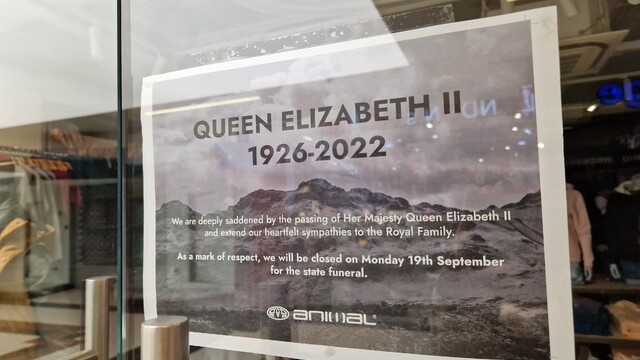 QUEEN ELIZABETH II
1926-2022
We are deeply saddened by the passing of Her Majesty Queen Elizabeth II
and extend our heartfelt sympathies to the Royal Family.
As a mark of respect, we will be closed on Monday 19th September
for the state funeral.
animal